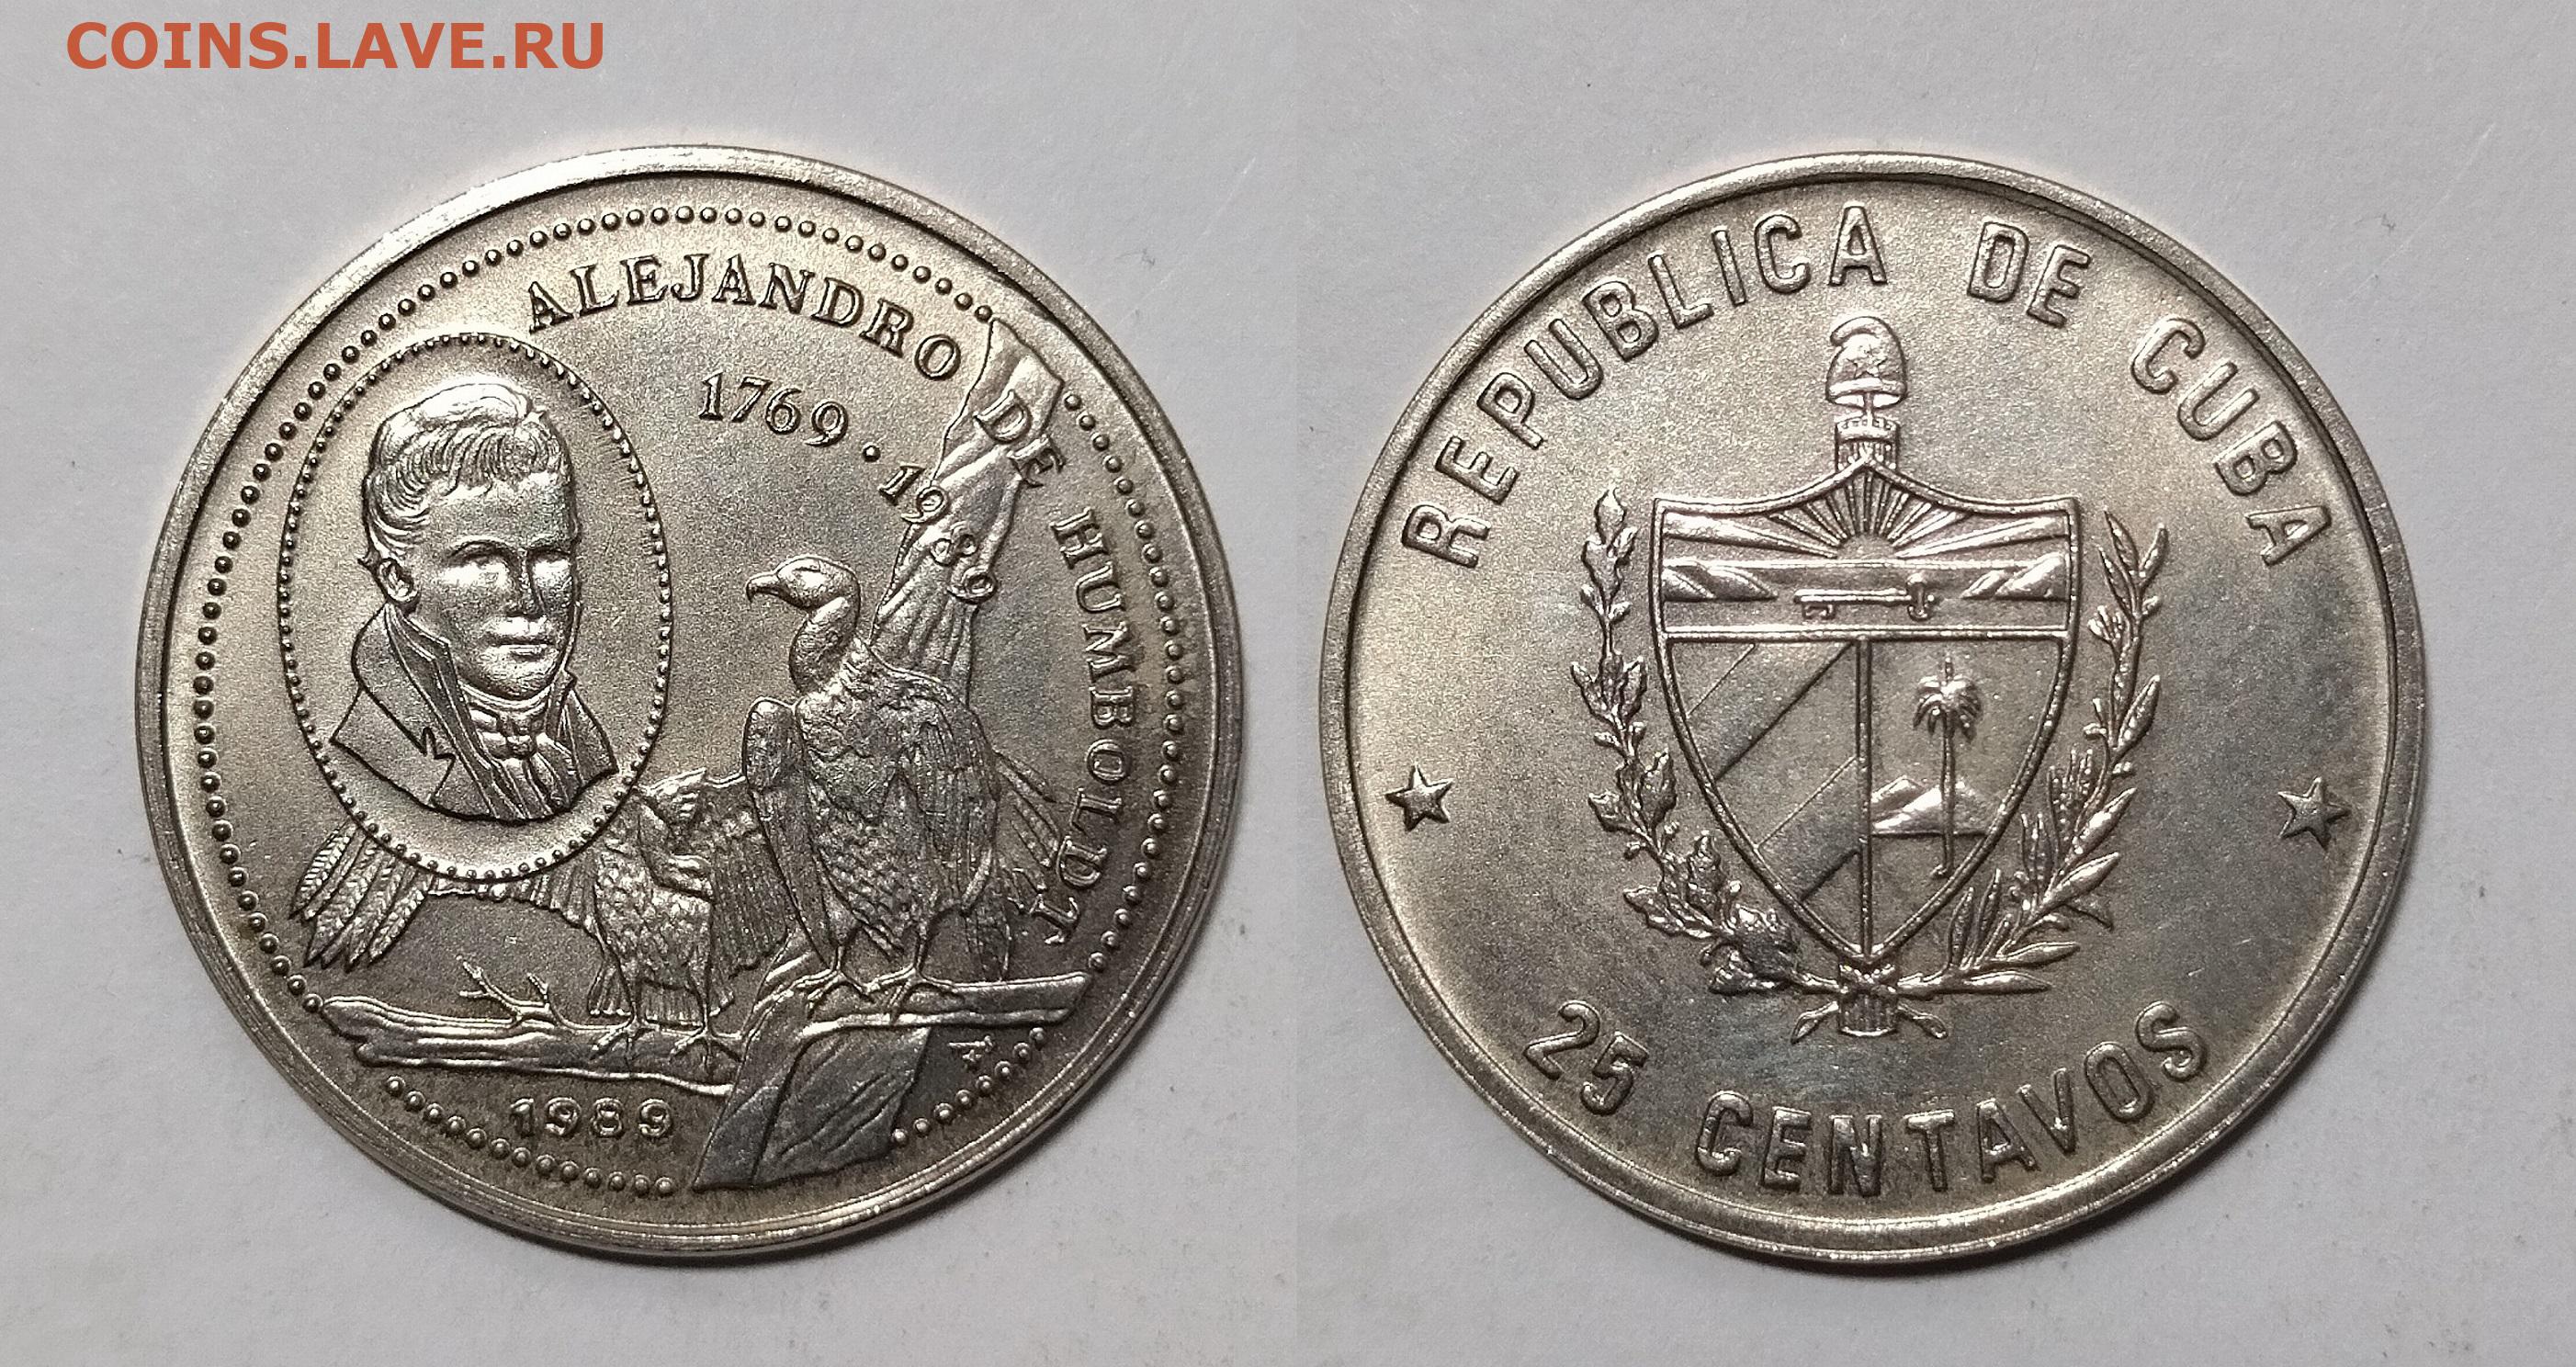 COINS.LAVE.RU
ALEJANDRO DE HUMBOLDT
1769 · 1989
1989
REPUBLICA DE CUBA
25 CENTAVOS